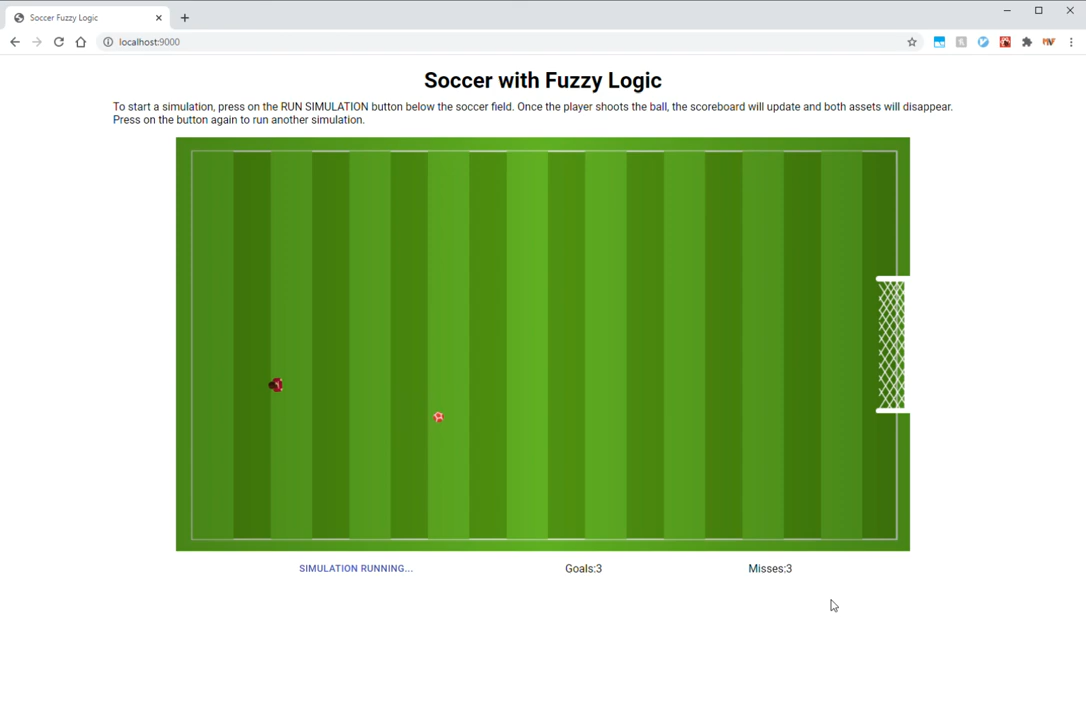 Soccer Fuzzy Logic
localhost:9000
Soccer with Fuzzy Logic
To start a simulation, press on the RUN SIMULATION button below the soccer field. Once the player shoots the ball, the scoreboard will update and both assets will disappear.
Press on the button again to run another simulation.
SIMULATION RUNNING... Goals:3 Misses:3